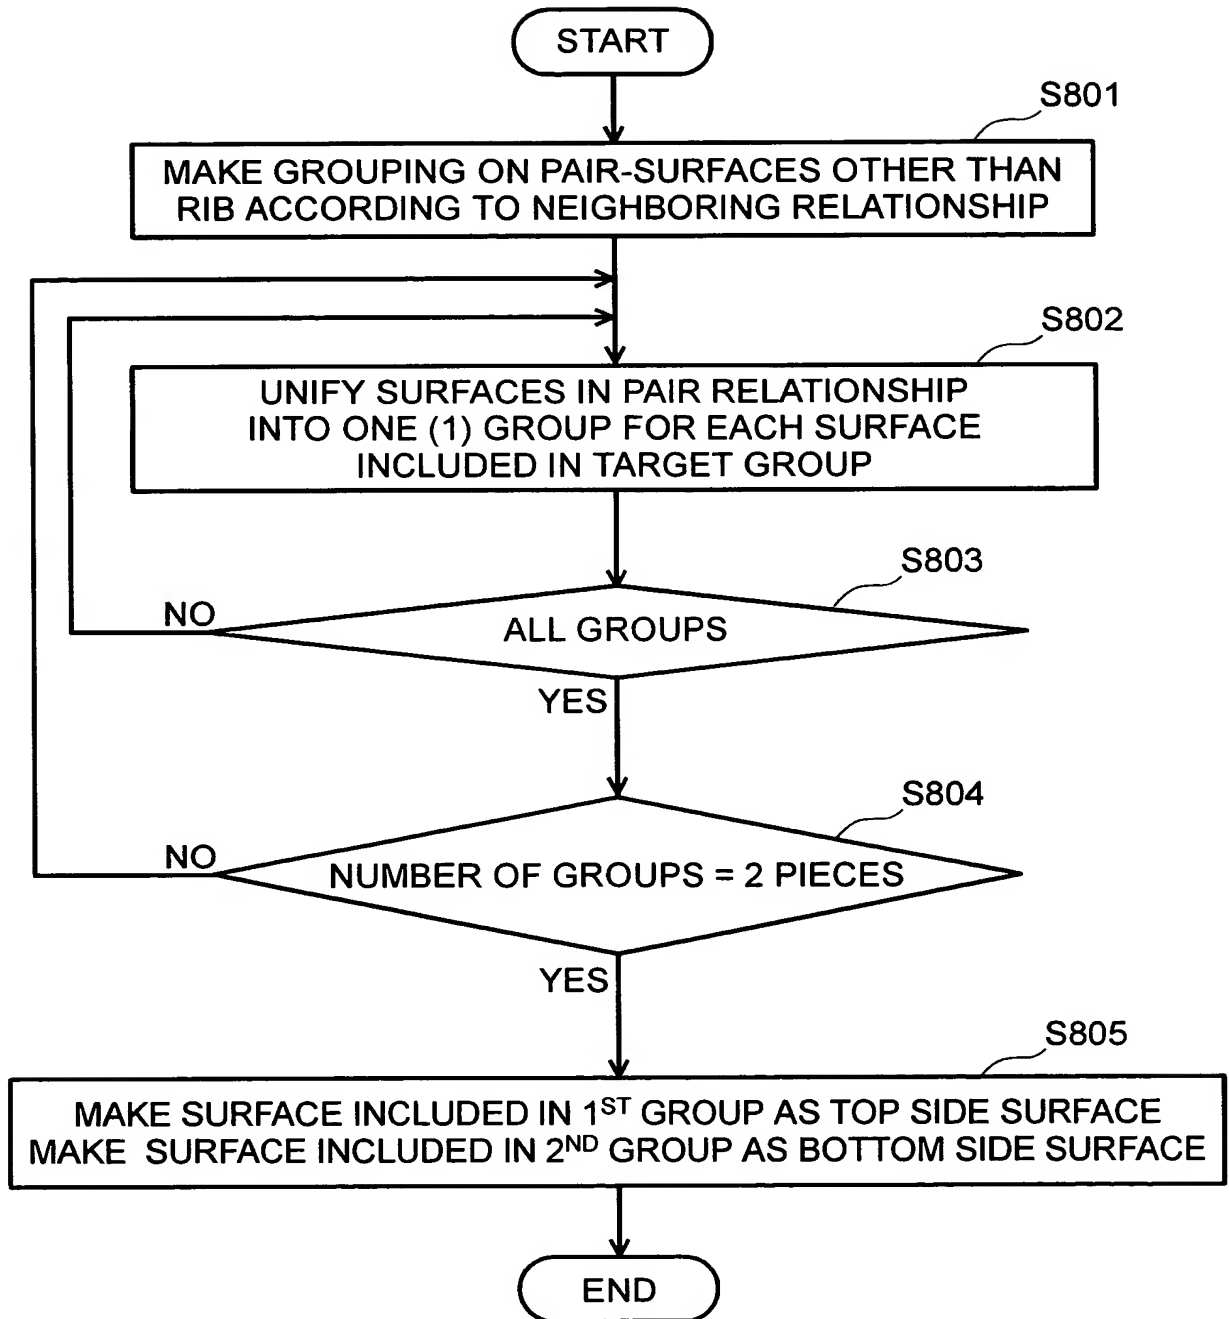 START
S801
MAKE GROUPING ON PAIR-SURFACES OTHER THAN
RIB ACCORDING TO NEIGHBORING RELATIONSHIP
S802
UNIFY SURFACES IN PAIR RELATIONSHIP
INTO ONE (1) GROUP FOR EACH SURFACE
INCLUDED IN TARGET GROUP
S803
NO
ALL GROUPS
YES
S804
NO
NUMBER OF GROUPS = 2 PIECES
YES
S805
MAKE SURFACE INCLUDED IN 1ST GROUP AS TOP SIDE SURFACE
MAKE SURFACE INCLUDED IN 2ND GROUP AS BOTTOM SIDE SURFACE
END